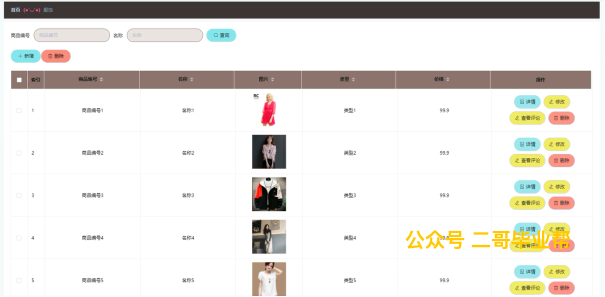 首页 (●'◡'●) 服饰
商品编号 商品编号 名称 名称 查询
新增 删除
索引 商品编号 名称 图片 类型 价格 操作
1 商品编号1 名称1 类型1 99.9 详情 修改
查看评论 删除
2 商品编号2 名称2 类型2 99.9 详情 修改
查看评论 删除
3 商品编号3 名称3 类型3 99.9 详情 修改
查看评论 删除
4 商品编号4 名称4 类型4 99.9 详情 修改
查看评论 删除
公众号 二哥毕业帮
5 商品编号5 名称5 类型5 99.9 详情 修改
查看评论 删除